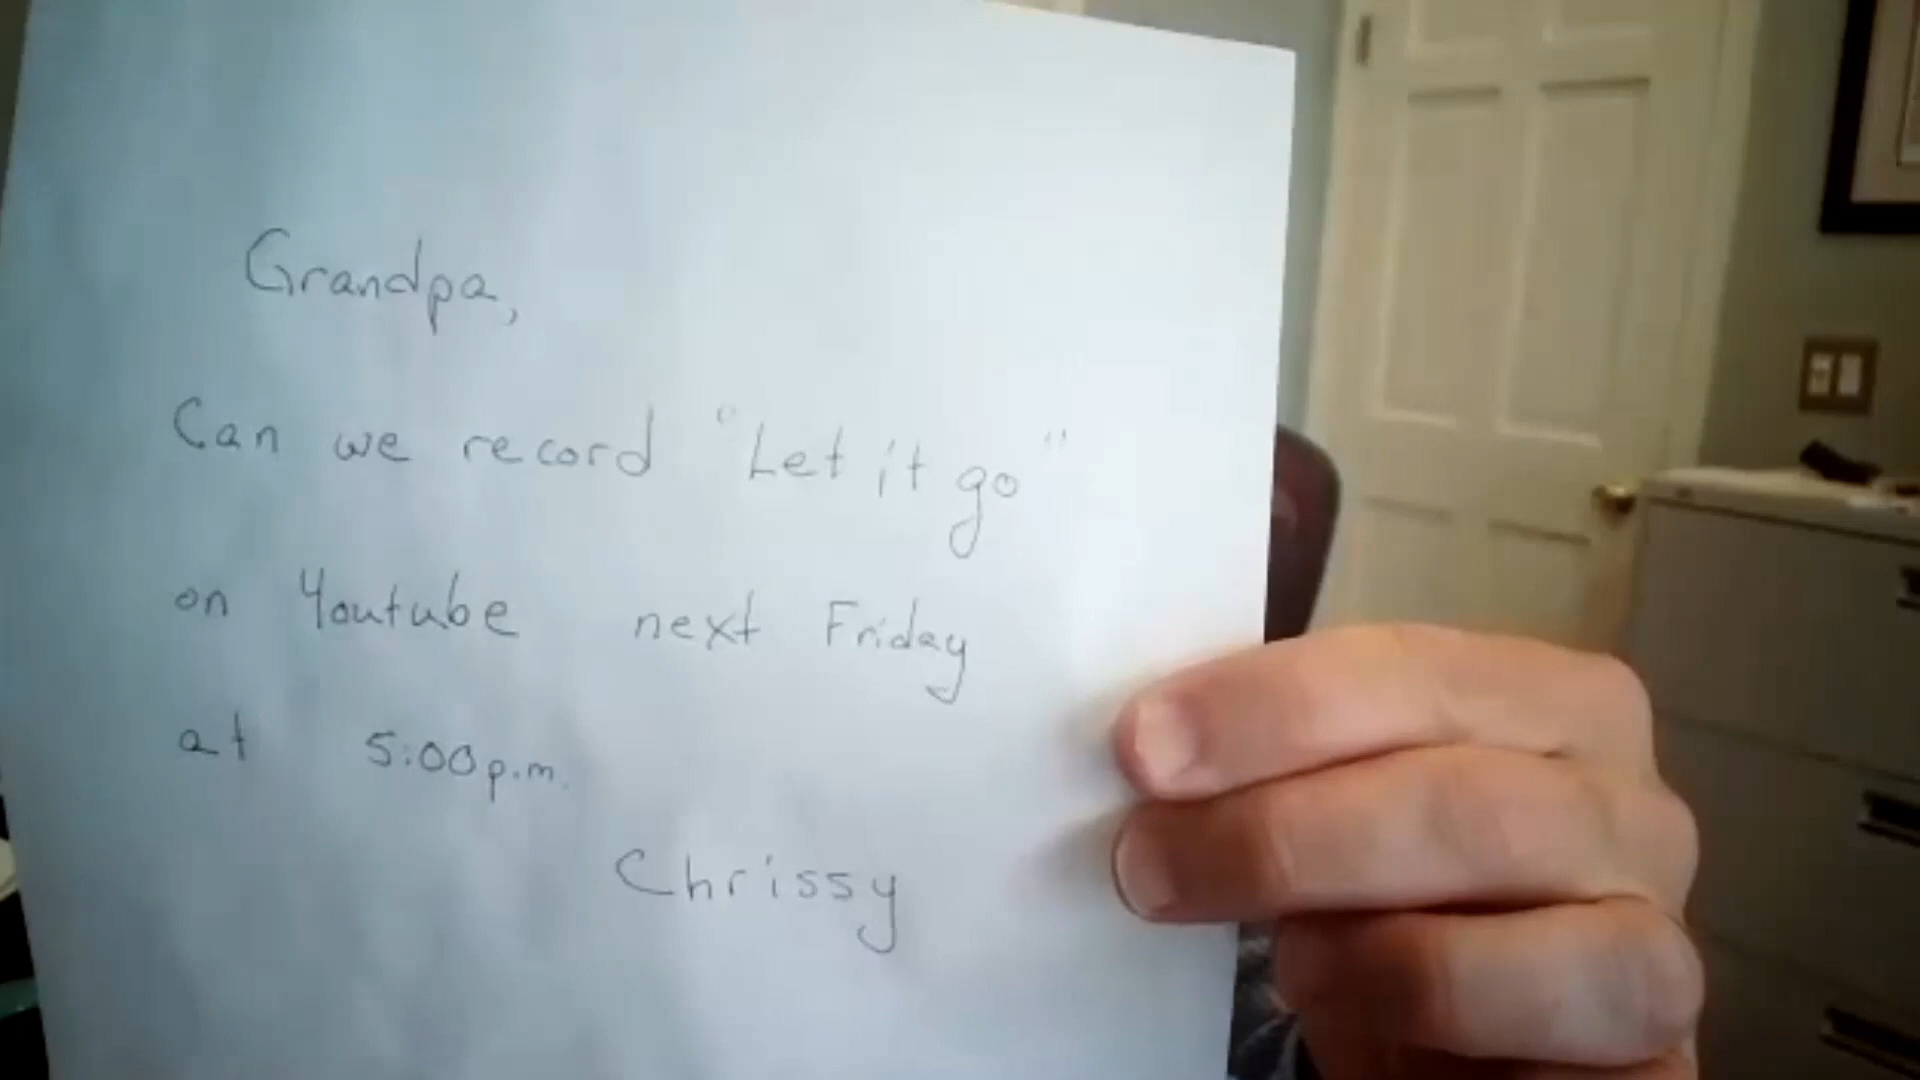 Grandpa,
Can we record "Let it go"
on Youtube next Friday
at 5:00p.m.
Chrissy